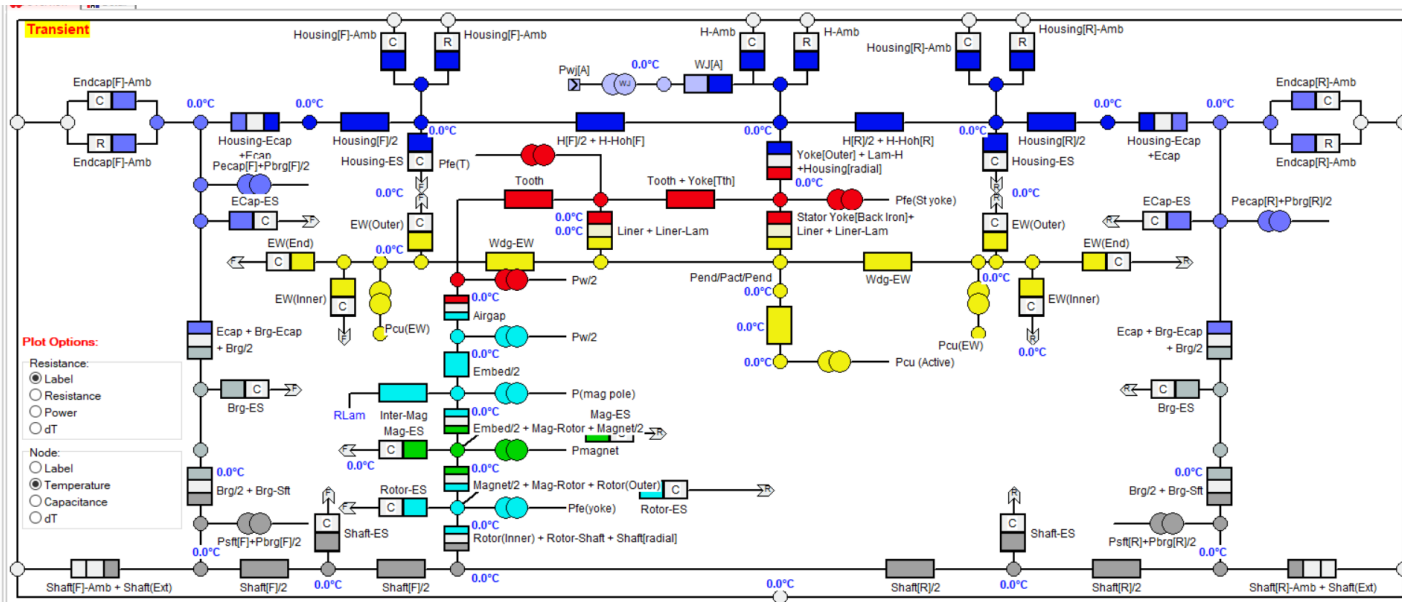 Transient
Housing[F]-Amb
C
R
Housing[F]-Amb
H-Amb
C
R
H-Amb
Housing[R]-Amb
C
R
Housing[R]-Amb
Pwj[A]
WJ
0.0°C
WJ[A]
Endcap[F]-Amb
C
R
Endcap[F]-Amb
0.0°C
0.0°C
Housing-Ecap
+Ecap
Housing[F]/2
0.0°C
H[F]/2 + H-Hoh[F]
0.0°C
H[R]/2 + H-Hoh[R]
0.0°C
Housing[R]/2
0.0°C
Housing-Ecap
+Ecap
0.0°C
Endcap[R]-Amb
C
R
Endcap[R]-Amb
Housing-ES
C
F
F
Pfe(T)
Yoke[Outer] + Lam-H
+Housing[radial]
0.0°C
Housing-ES
C
R
R
Pecap[F]+Pbrg[F]/2
ECap-ES
C
F
0.0°C
EW(Outer)
C
0.0°C
Tooth
Tooth + Yoke[Tth]
Pfe(St yoke)
0.0°C
0.0°C
Liner + Liner-Lam
Stator Yoke[Back Iron]+
Liner + Liner-Lam
0.0°C
EW(Outer)
C
ECap-ES
R
C
Pecap[R]+Pbrg[R]/2
EW(End)
F
C
Wdg-EW
Wdg-EW
EW(End)
C
R
EW(Inner)
C
F
Pcu(EW)
Pw/2
0.0°C
Airgap
Pend/Pact/Pend
0.0°C
0.0°C
0.0°C
Pcu (Active)
0.0°C
Pcu(EW)
EW(Inner)
C
R
0.0°C
Ecap + Brg-Ecap
+ Brg/2
Pw/2
Embed/2
Ecap + Brg-Ecap
+ Brg/2
Plot Options:
Resistance:
Label
Resistance
Power
dT
Brg-ES
C
F
RLam
Inter-Mag
P(mag pole)
0.0°C
Embed/2 + Mag-Rotor + Magnet/2
Mag-ES
F
C
0.0°C
Pmagnet
Mag-ES
C
R
Brg-ES
R
C
Node:
Label
Temperature
Capacitance
dT
0.0°C
Brg/2 + Brg-Sft
0.0°C
Magnet/2 + Mag-Rotor + Rotor(Outer)
Rotor-ES
F
C
Pfe(yoke)
Rotor-ES
C
R
0.0°C
Brg/2 + Brg-Sft
Psft[F]+Pbrg[F]/2
F
C
Shaft-ES
0.0°C
Rotor(Inner) + Rotor-Shaft + Shaft[radial]
R
C
Shaft-ES
Psft[R]+Pbrg[R]/2
0.0°C
0.0°C
Shaft[F]-Amb + Shaft(Ext)
Shaft[F]/2
0.0°C
Shaft[F]/2
0.0°C
0.0°C
Shaft[R]/2
0.0°C
Shaft[R]/2
Shaft[R]-Amb + Shaft(Ext)